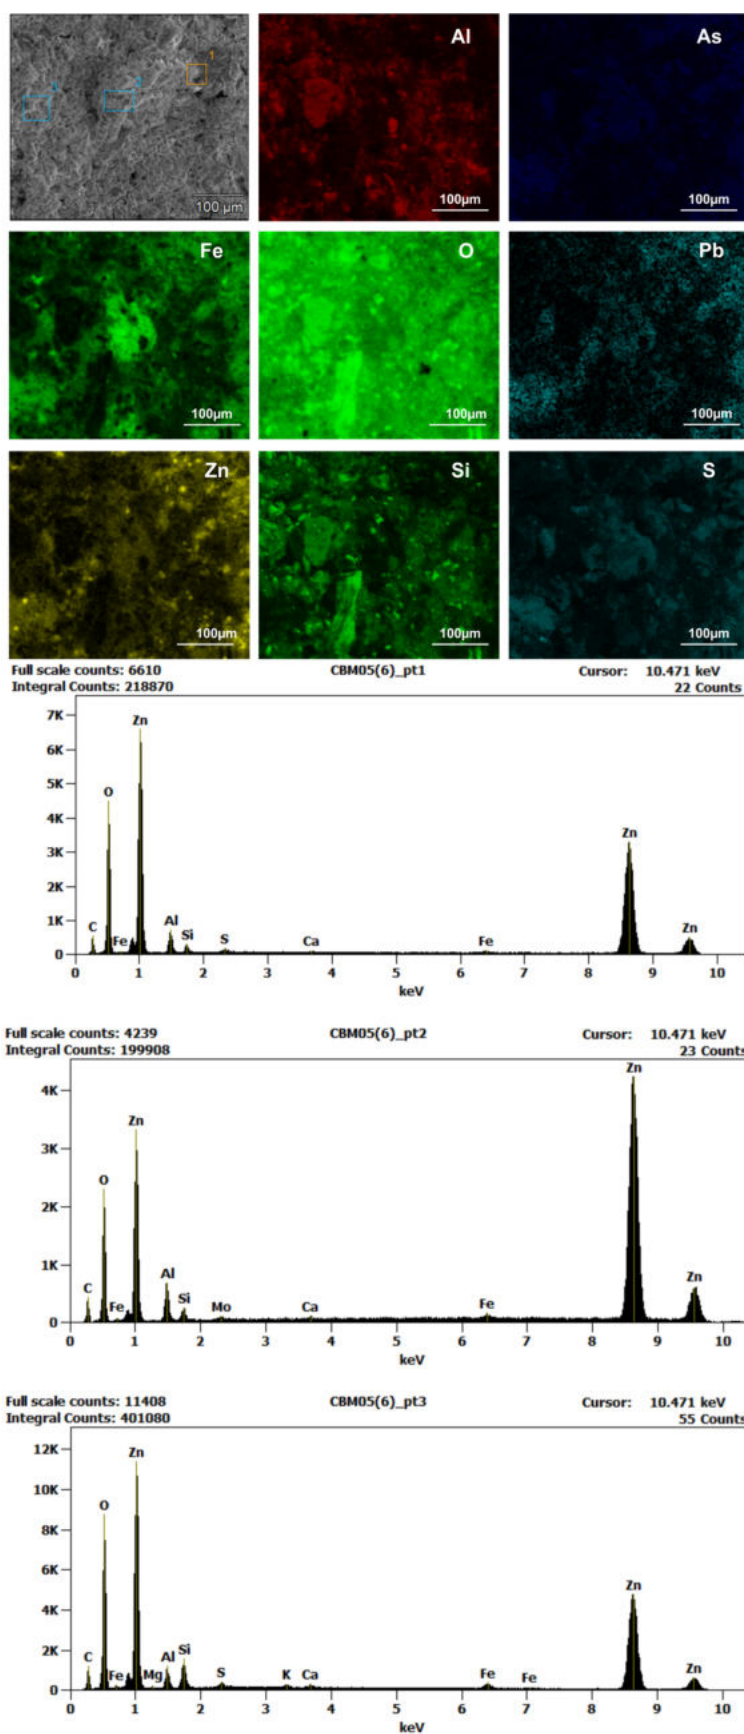 1
100 µm
Al
100µm
As
100µm
Fe
100µm
O
100µm
Pb
100µm
Zn
100µm
Si
100µm
S
100µm
Full scale counts: 6610 CBM05(6)_pt1 Cursor: 10.471 keV
Integral Counts: 218870 22 Counts
7K
6K
5K
4K
3K
2K
1K
0
C O Fe Zn Al Si S Ca Fe Zn Zn
0 1 2 3 4 5 6 7 8 9 10
keV
Full scale counts: 4239 CBM05(6)_pt2 Cursor: 10.471 keV
Integral Counts: 199908 23 Counts
4K
3K
2K
1K
0
C O Fe Zn Al Si Mo Ca Fe Zn Zn
0 1 2 3 4 5 6 7 8 9 10
keV
Full scale counts: 11408 CBM05(6)_pt3 Cursor: 10.471 keV
Integral Counts: 401080 55 Counts
12K
10K
8K
6K
4K
2K
0
C O Fe Zn Mg Al Si S K Ca Fe Fe Zn Zn
0 1 2 3 4 5 6 7 8 9 10
keV